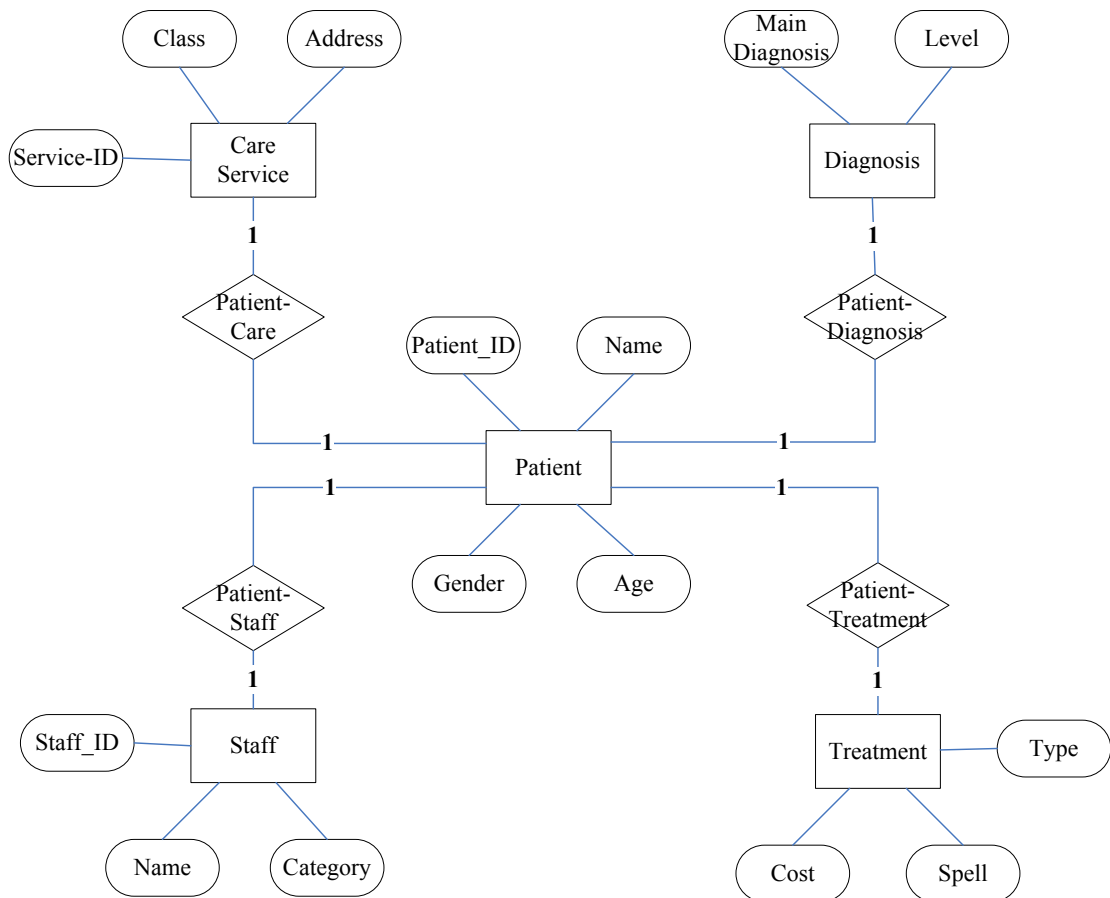 Class
Address
Main
Diagnosis
Level
Service-ID
Care
Service
Diagnosis
1
1
Patient-
Care
Patient-
Diagnosis
Patient_ID
Name
1
1
Patient
1
1
Gender
Age
Patient-
Staff
Patient-
Treatment
1
1
Staff_ID
Staff
Treatment
Type
Name
Category
Cost
Spell